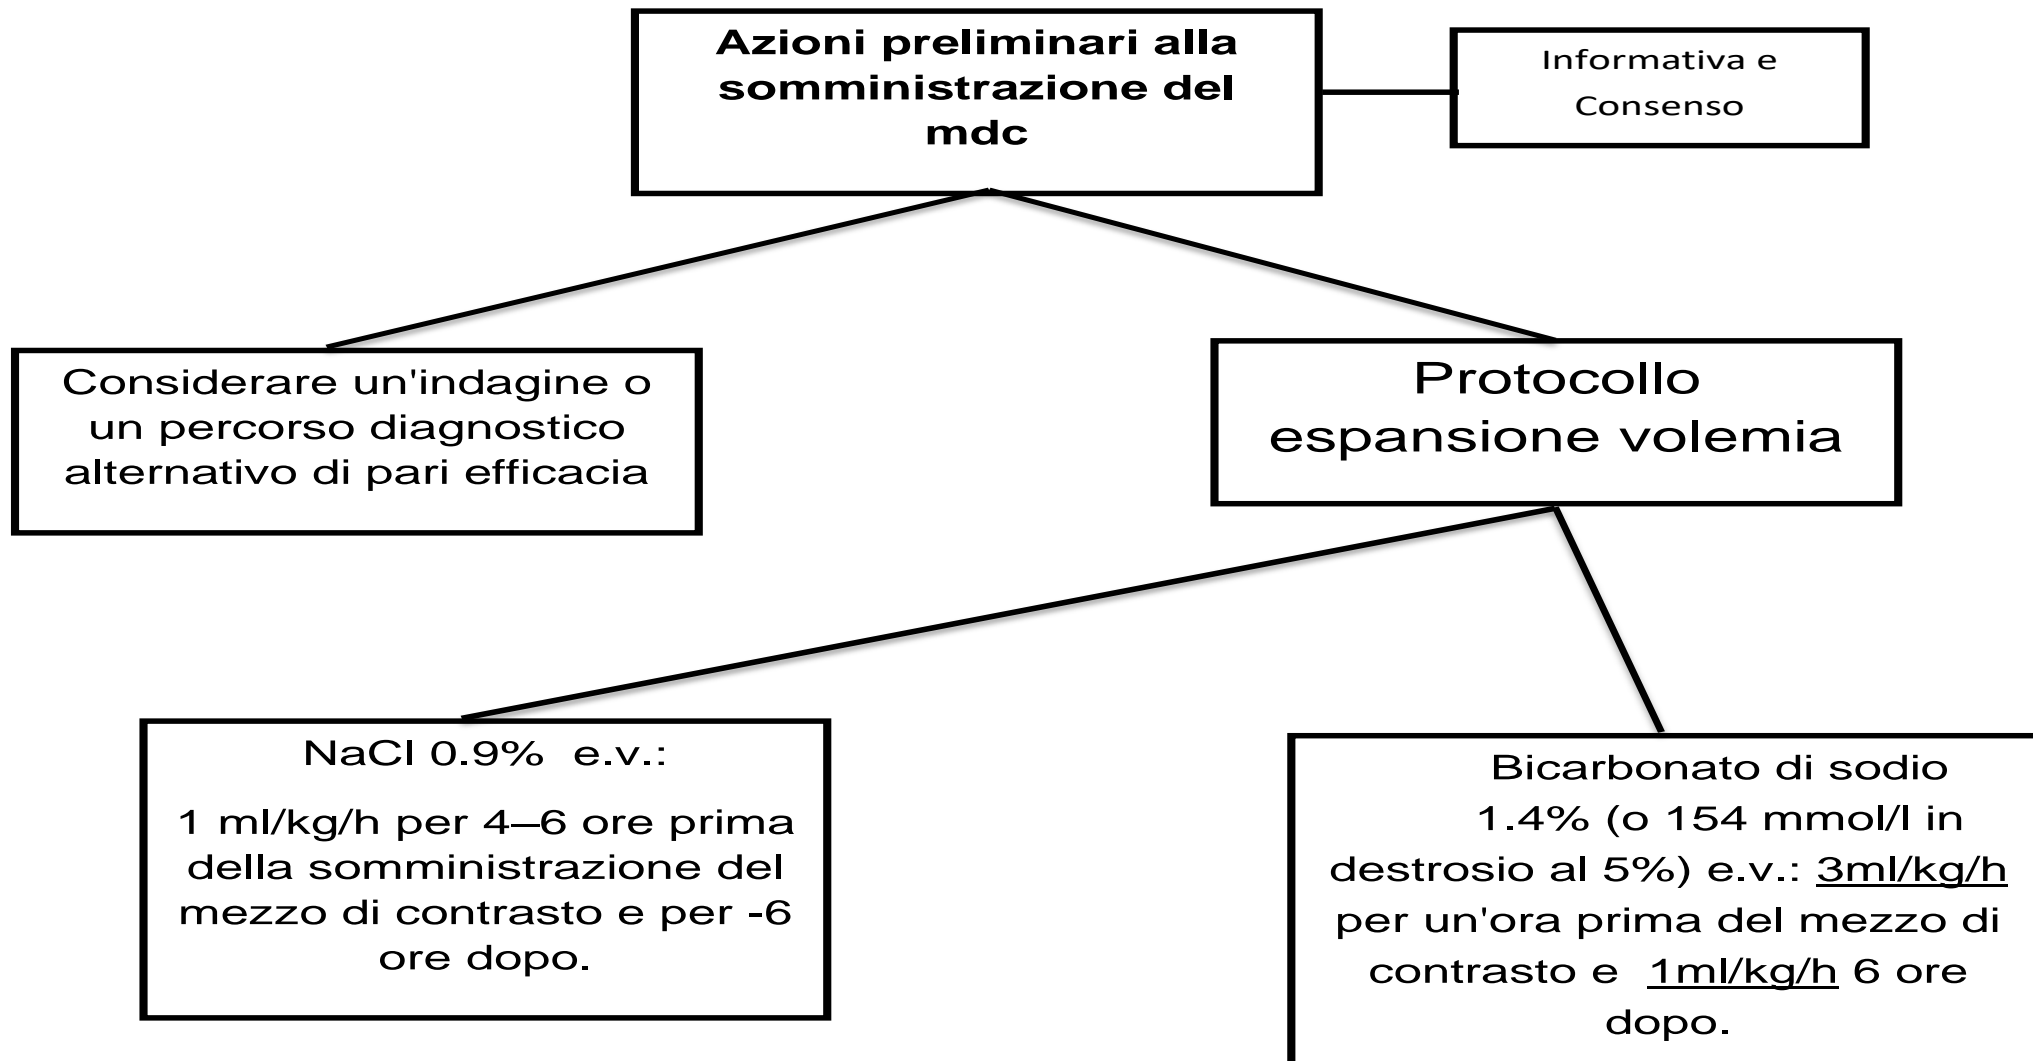 Azioni preliminari alla
somministrazione del
mdc
Informativa e
Consenso
Considerare un'indagine o
un percorso diagnostico
alternativo di pari efficacia
Protocollo
espansione volemia
NaCl 0.9%  e.v.:
1 ml/kg/h per 4–6 ore prima
della somministrazione del
mezzo di contrasto e per -6
ore dopo.
Bicarbonato di sodio
1.4% (o 154 mmol/l in
destrosio al 5%) e.v.: 3ml/kg/h
per un'ora prima del mezzo di
contrasto e  1ml/kg/h 6 ore
dopo.